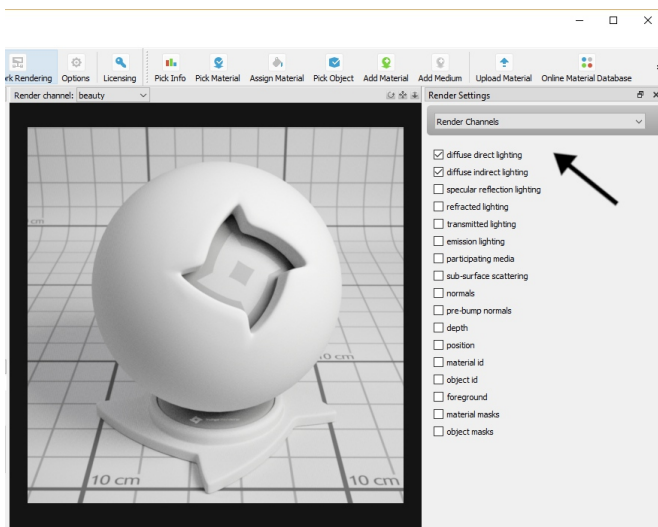 rk Rendering Options Licensing Pick Info Pick Material Assign Material Pick Object Add Material Add Medium Upload Material Online Material Database
Render channel: beauty
Render Settings
Render Channels
diffuse direct lighting
diffuse indirect lighting
specular reflection lighting
refracted lighting
transmitted lighting
emission lighting
participating media
sub-surface scattering
normals
pre-bump normals
depth
position
material id
object id
foreground
material masks
object masks
cm
0 cm
10 cm
10 cm